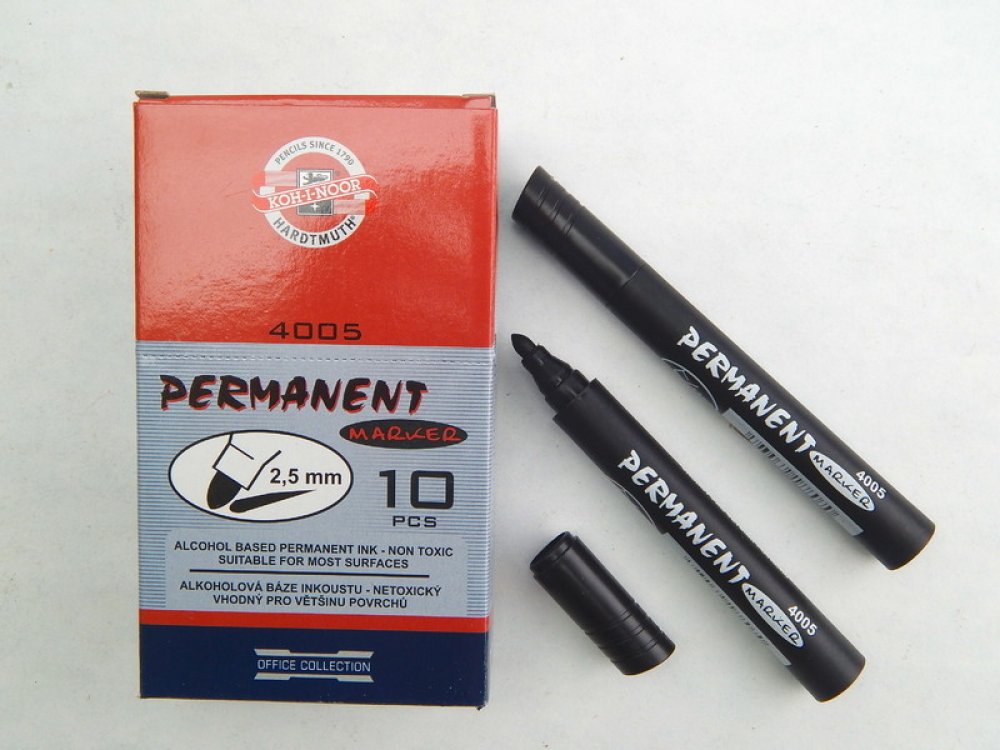 PENCILS SINCE 1790
KOH-I-NOOR
HARDTMUTH®
4005
PERMANENT
MARKER
2,5 mm
10
PCS
ALCOHOL BASED PERMANENT INK - NON TOXIC
SUITABLE FOR MOST SURFACES
ALKOHOLOVÁ BÁZE INKOUSTU - NETOXICKÝ
VHODNÝ PRO VĚTŠINU POVRCHŮ
OFFICE COLLECTION
PERMANENT
MARKER
4005
PERMANENT
MARKER
4005